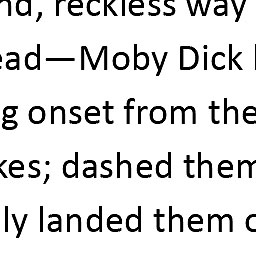 nd, reckless way
ead—Moby Dick
g onset from the
kes; dashed them
ly landed them